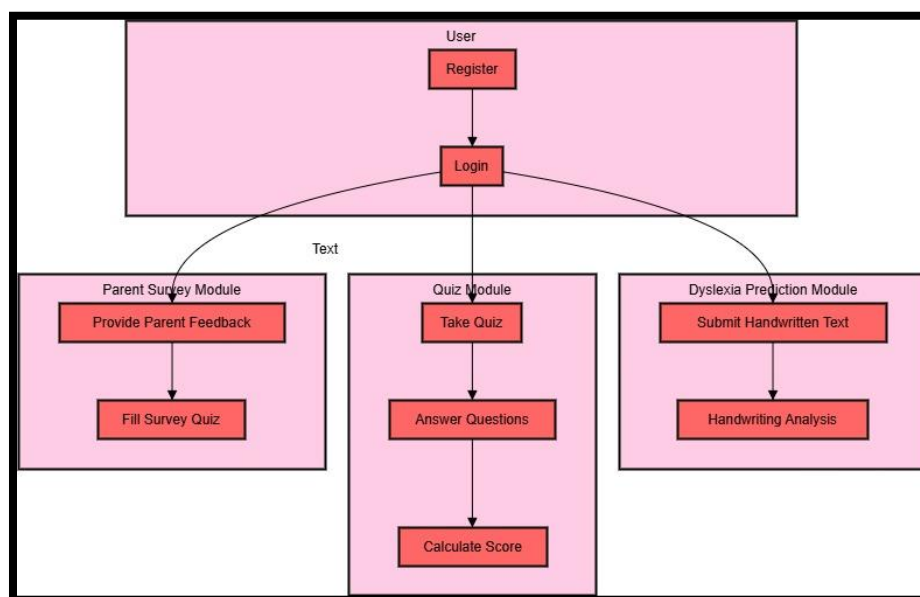 User
Register
Login
Text
Parent Survey Module
Provide Parent Feedback
Fill Survey Quiz
Quiz Module
Take Quiz
Answer Questions
Calculate Score
Dyslexia Prediction Module
Submit Handwritten Text
Handwriting Analysis